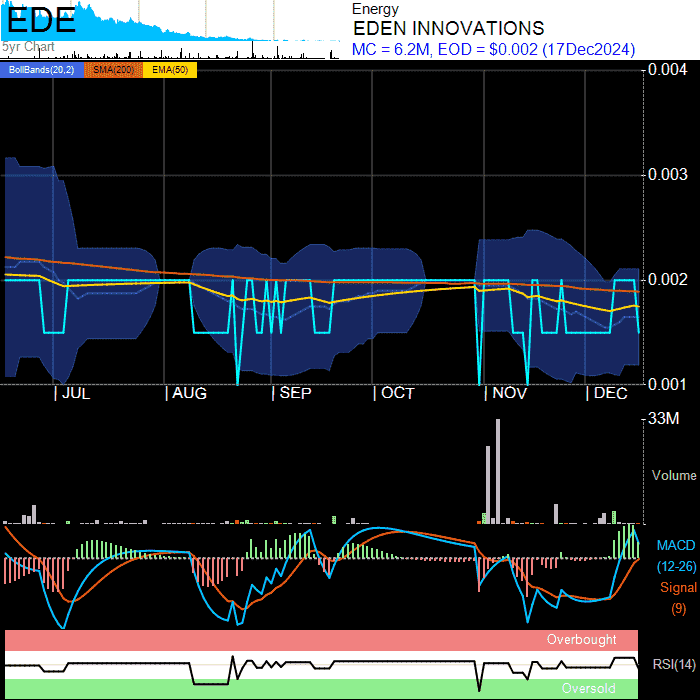 EDE
5yr Chart
Energy
EDEN INNOVATIONS
MC = 6.2M, EOD = $0.002 (17Dec2024)
BollBands(20,2) SMA(200) EMA(50)
0.004
0.003
0.002
0.001
| JUL | AUG | SEP | OCT | NOV | DEC
33M
Volume
MACD
(12-26)
Signal
(9)
Overbought
RSI(14)
Oversold